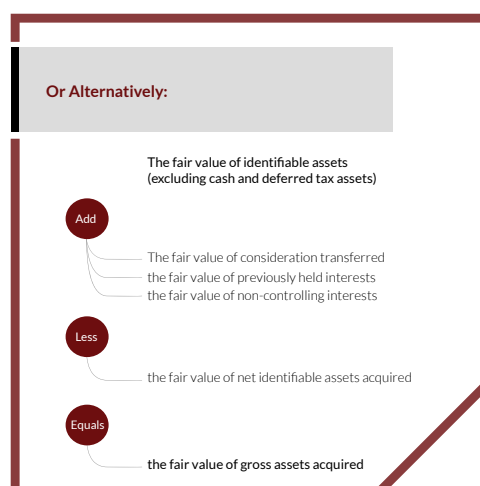 Or Alternatively:
The fair value of identifiable assets
(excluding cash and deferred tax assets)
Add
The fair value of consideration transferred
the fair value of previously held interests
the fair value of non-controlling interests
Less
the fair value of net identifiable assets acquired
Equals
the fair value of gross assets acquired